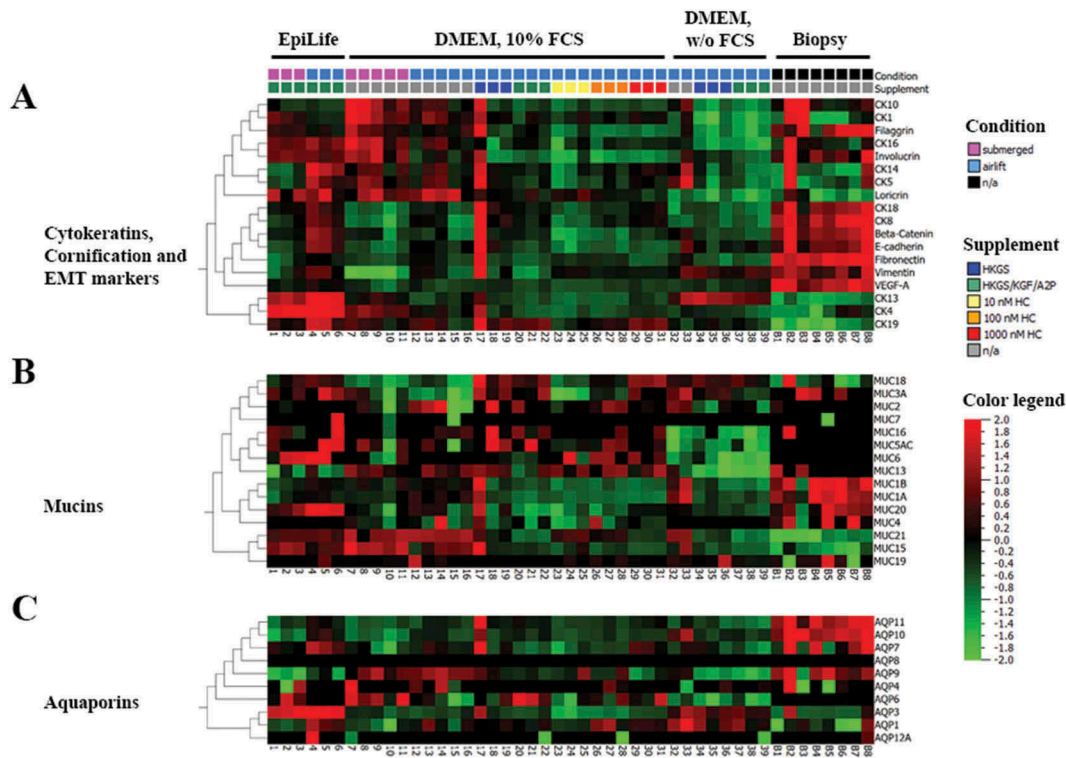 EpiLife
DMEM, 10% FCS
DMEM,
w/o FCS
Biopsy
Condition
Supplement
A
CK10
CK1
Filaggrin
CK16
Involucrin
CK14
CK5
Loricrin
CK18
CK8
Beta-Catenin
E-cadherin
Fibronectin
Vimentin
VEGF-A
CK13
CK4
CK19
Cytokeratins,
Cornification and
EMT markers
1 2 3 4 5 6 7 8 9 10 11 12 13 14 15 16 17 18 19 20 21 22 23 24 25 26 27 28 29 30 31 32 33 34 35 36 37 38 39 B1 B2 B3 B4 B5 B6 B7 B8
B
MUC18
MUC3A
MUC2
MUC7
MUC16
MUC5AC
MUC6
MUC13
MUC1B
MUC1A
MUC20
MUC4
MUC21
MUC15
MUC19
Mucins
1 2 3 4 5 6 7 8 9 10 11 12 13 14 15 16 17 18 19 20 21 22 23 24 25 26 27 28 29 30 31 32 33 34 35 36 37 38 39 B1 B2 B3 B4 B5 B6 B7 B8
C
AQP11
AQP10
AQP7
AQP8
AQP9
AQP4
AQP6
AQP3
AQP1
AQP12A
Aquaporins
1 2 3 4 5 6 7 8 9 10 11 12 13 14 15 16 17 18 19 20 21 22 23 24 25 26 27 28 29 30 31 32 33 34 35 36 37 38 39 B1 B2 B3 B4 B5 B6 B7 B8
Condition
submerged
airlift
n/a
Supplement
HKGS
HKGS/KGF/A2P
10 nM HC
100 nM HC
1000 nM HC
n/a
Color legend
2.0
1.8
1.6
1.4
1.2
1.0
0.8
0.6
0.4
0.2
0.0
-0.2
-0.4
-0.6
-0.8
-1.0
-1.2
-1.4
-1.6
-1.8
-2.0